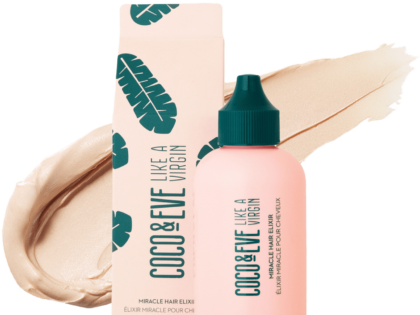 COCO&EVE
LIKE A
VIRGIN
MIRACLE HAIR ELIXIR
ÉLIXIR MIRACLE POUR CHE
COCO&EVE
LIKE A
VIRGIN
MIRACLE HAIR ELIXIR
ÉLIXIR MIRACLE POUR CHEVEUX